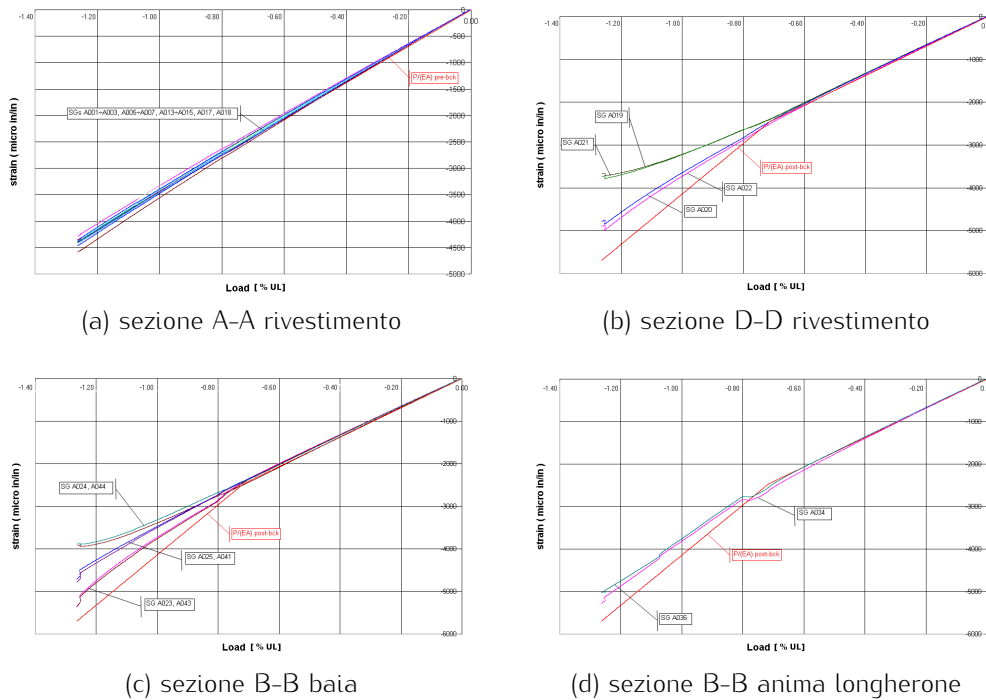 -1.40 -1.20 -1.00 -0.80 -0.60 -0.40 -0.20 0.00
0
-500
-1000
-1500
-2000
-2500
-3000
-3500
-4000
-4500
-5000
strain ( micro in/in )
P/(EA) pre-bck
SGs A001÷A003, A005÷A007, A013÷A015, A017, A018
Load [ % UL]
(a) sezione A-A rivestimento
-1.40 -1.20 -1.00 -0.80 -0.60 -0.40 -0.20 0.00
0
-1000
-2000
-3000
-4000
-5000
-6000
strain ( micro in/in )
SG A019
SG A021
P/(EA) post-bck
SG A022
SG A020
Load [ % UL]
(b) sezione D-D rivestimento
-1.40 -1.20 -1.00 -0.80 -0.60 -0.40 -0.20 0.00
0
-1000
-2000
-3000
-4000
-5000
-6000
strain ( micro in/in )
SG A024, A044
P/(EA) post-bck
SG A025, A041
SG A023, A043
Load [ % UL]
(c) sezione B-B baia
-1.40 -1.20 -1.00 -0.80 -0.60 -0.40 -0.20 0.00
0
-1000
-2000
-3000
-4000
-5000
-6000
strain ( micro in/in )
SG A034
P/(EA) post-bck
SG A036
Load [ % UL]
(d) sezione B-B anima longherone